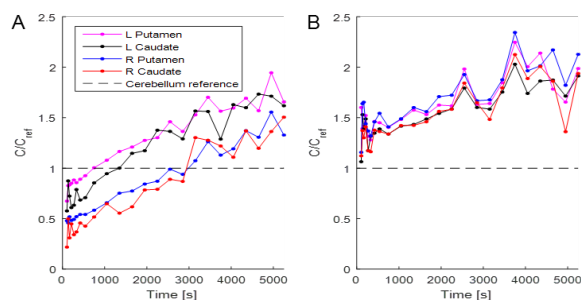 A
B
2.5
2
1.5
1
0.5
0
C/C_ref
L Putamen
L Caudate
R Putamen
R Caudate
Cerebellum reference
0 1000 2000 3000 4000 5000
Time [s]
2.5
2
1.5
1
0.5
0
C/C_ref
0 1000 2000 3000 4000 5000
Time [s]